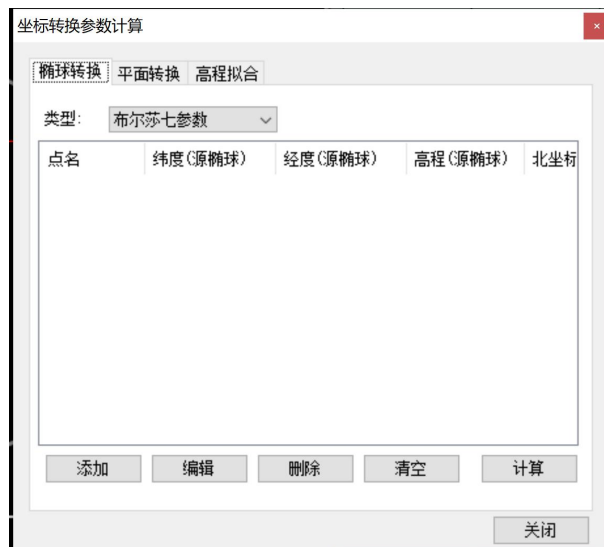 坐标转换参数计算
椭球转换 平面转换 高程拟合
类型: 布尔莎七参数
点名 纬度(源椭球) 经度(源椭球) 高程(源椭球) 北坐标
添加 编辑 删除 清空 计算
关闭